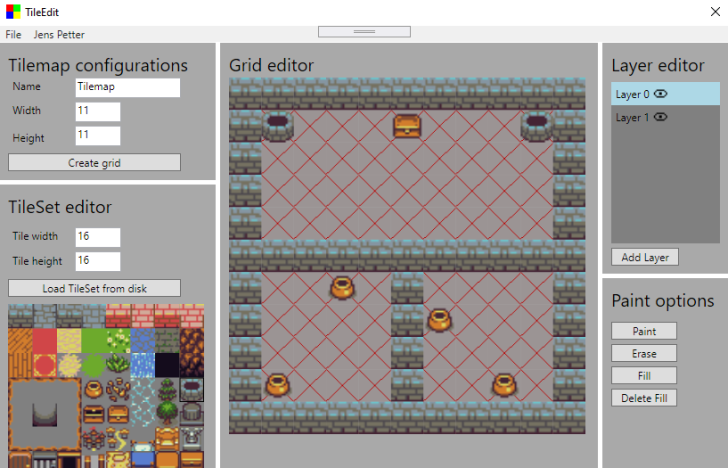 TileEdit
File Jens Petter
Tilemap configurations
Name Tilemap
Width 11
Height 11
Create grid
TileSet editor
Tile width 16
Tile height 16
Load TileSet from disk
Grid editor
Layer editor
Layer 0
Layer 1
Add Layer
Paint options
Paint
Erase
Fill
Delete Fill